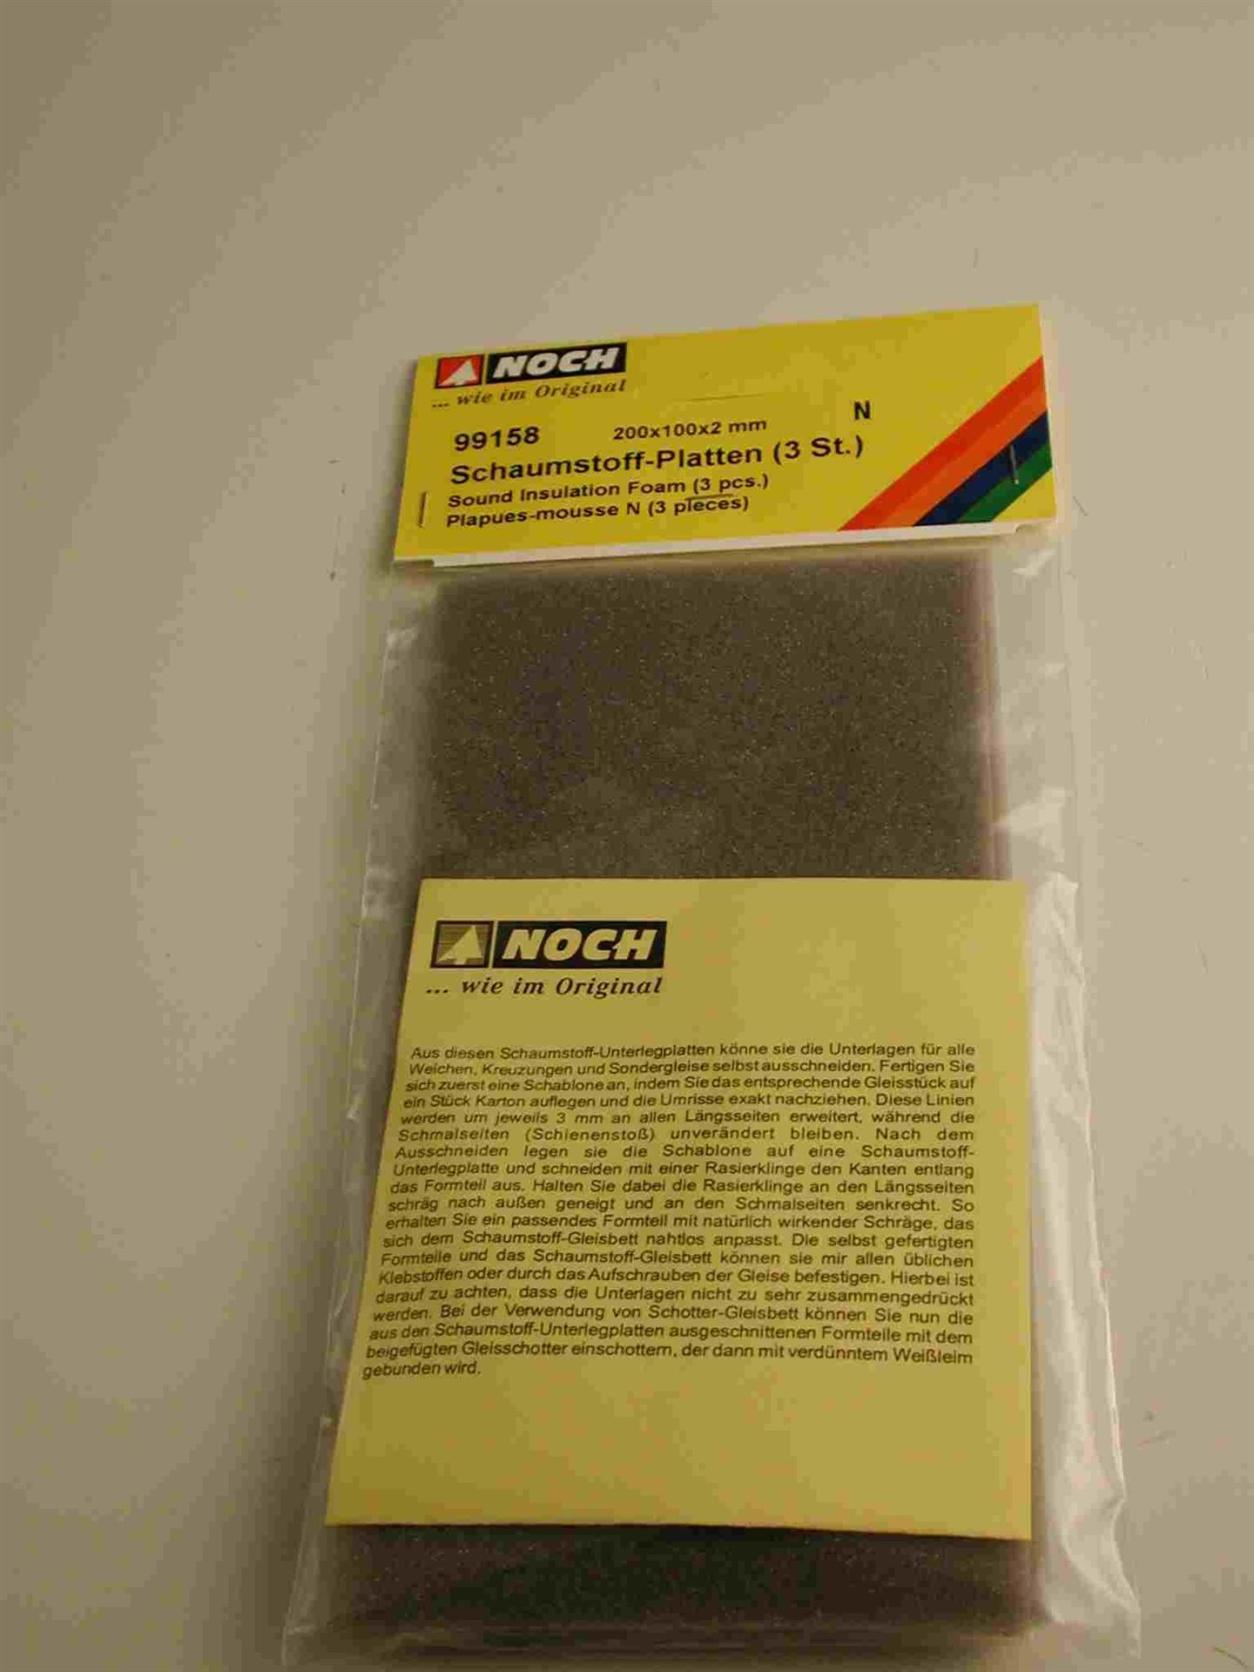 NOCH
... wie im Original
99158 200x100x2 mm N
Schaumstoff-Platten (3 St.)
Sound Insulation Foam (3 pcs.)
Plapues-mousse N (3 pieces)
NOCH
... wie im Original
Aus diesen Schaumstoff-Unterlegplatten könne sie die Unterlagen für alle
Weichen, Kreuzungen und Sondergleise selbst ausschneiden. Fertigen Sie
sich zuerst eine Schablone an, indem Sie das entsprechende Gleisstück auf
ein Stück Karton auflegen und die Umrisse exakt nachziehen. Diese Linien
werden um jeweils 3 mm an allen Längsseiten erweitert, während die
Schmalseiten (Schienenstoß) unverändert bleiben. Nach dem
Ausschneiden legen sie die Schablone auf eine Schaumstoff-
Unterlegplatte und schneiden mit einer Rasierklinge den Kanten entlang
das Formteil aus. Halten Sie dabei die Rasierklinge an den Längsseiten
schräg nach außen geneigt und an den Schmalseiten senkrecht. So
erhalten Sie ein passendes Formteil mit natürlich wirkender Schräge, das
sich dem Schaumstoff-Gleisbett nahtlos anpasst. Die selbst gefertigten
Formteile und das Schaumstoff-Gleisbett können sie mir allen üblichen
Klebstoffen oder durch das Aufschrauben der Gleise befestigen. Hierbei ist
darauf zu achten, dass die Unterlagen nicht zu sehr zusammengedrückt
werden. Bei der Verwendung von Schotter-Gleisbett können Sie nun die
aus den Schaumstoff-Unterlegplatten ausgeschnittenen Formteile mit dem
beigefügten Gleisschotter einschottern, der dann mit verdünntem Weißleim
gebunden wird.